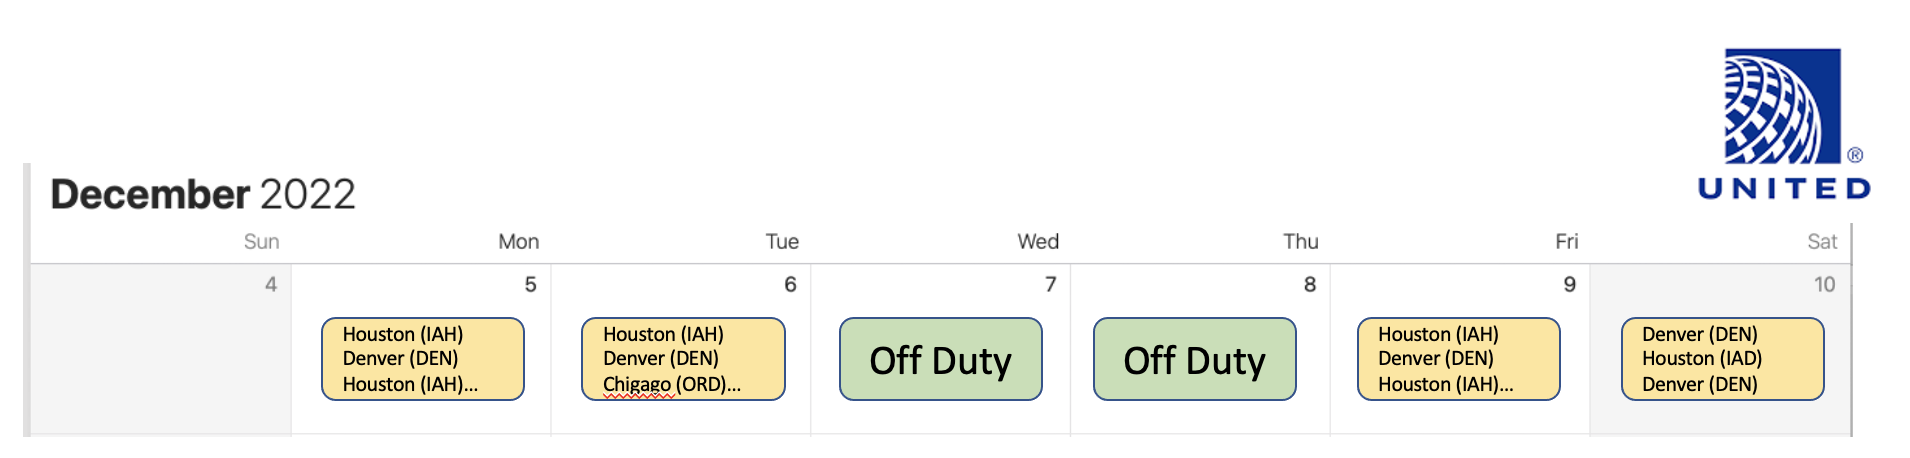 UNITED
®
December 2022
Sun Mon Tue Wed Thu Fri Sat
4 5 6 7 8 9 10
Houston (IAH)
Denver (DEN)
Houston (IAH)...
Houston (IAH)
Denver (DEN)
Chigago (ORD)...
Off Duty
Off Duty
Houston (IAH)
Denver (DEN)
Houston (IAH)...
Denver (DEN)
Houston (IAD)
Denver (DEN)